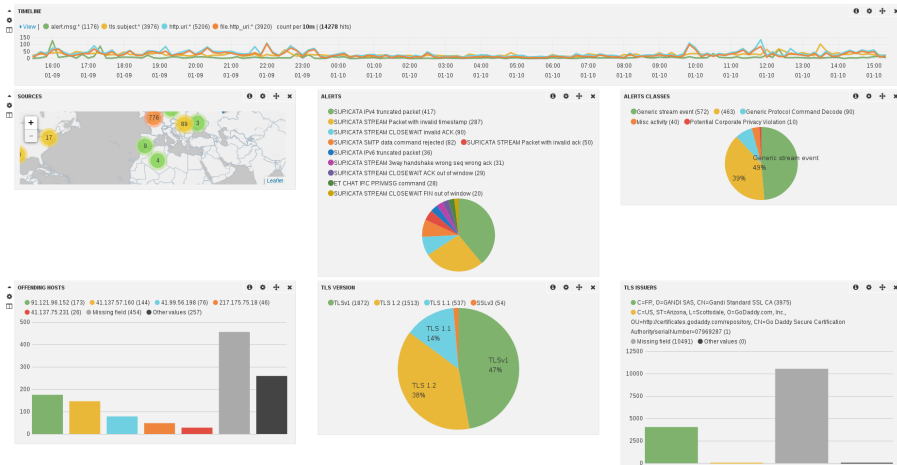 TIMELINE
View | alert.msg:* (1176) tls.subject:* (3976) http.uri:* (5206) file.http_uri:* (3920) count per 10m | (14278 hits)
150
100
50
0
16:00 17:00 18:00 19:00 20:00 21:00 22:00 23:00 00:00 01:00 02:00 03:00 04:00 05:00 06:00 07:00 08:00 09:00 10:00 11:00 12:00 13:00 14:00 15:00
01-09 01-09 01-09 01-09 01-09 01-09 01-09 01-09 01-10 01-10 01-10 01-10 01-10 01-10 01-10 01-10 01-10 01-10 01-10 01-10 01-10 01-10 01-10 01-10
SOURCES
+
-
17
776
89
3
9
4
Leaflet
ALERTS
SURICATA IPv4 truncated packet (417)
SURICATA STREAM Packet with invalid timestamp (287)
SURICATA STREAM CLOSEWAIT invalid ACK (90)
SURICATA SMTP data command rejected (82) SURICATA STREAM Packet with invalid ack (50)
SURICATA IPv6 truncated packet (36)
SURICATA STREAM 3way handshake wrong seq wrong ack (31)
SURICATA STREAM CLOSEWAIT ACK out of window (29)
ET CHAT IRC PRIVMSG command (28)
SURICATA STREAM CLOSEWAIT FIN out of window (20)
ALERTS CLASSES
Generic stream event (572) (463) Generic Protocol Command Decode (90)
Misc activity (40) Potential Corporate Privacy Violation (10)
Generic stream event
49%
39%
OFFENDING HOSTS
91.121.96.152 (173) 41.137.57.160 (144) 41.99.56.198 (76) 217.175.75.18 (46)
41.137.75.231 (26) Missing field (454) Other values (257)
500
400
300
200
100
0
TLS VERSION
TLSv1 (1872) TLS 1.2 (1513) TLS 1.1 (537) SSLv3 (54)
TLS 1.1
14%
TLSv1
47%
TLS 1.2
38%
TLS ISSUERS
C=FR, O=GANDI SAS, CN=Gandi Standard SSL CA (3975)
C=US, ST=Arizona, L=Scottsdale, O=GoDaddy.com, Inc.,
OU=http://certificates.godaddy.com/repository, CN=Go Daddy Secure Certification
Authority/serialNumber=07969287 (1)
Missing field (10491) Other values (0)
12500
10000
7500
5000
2500
0